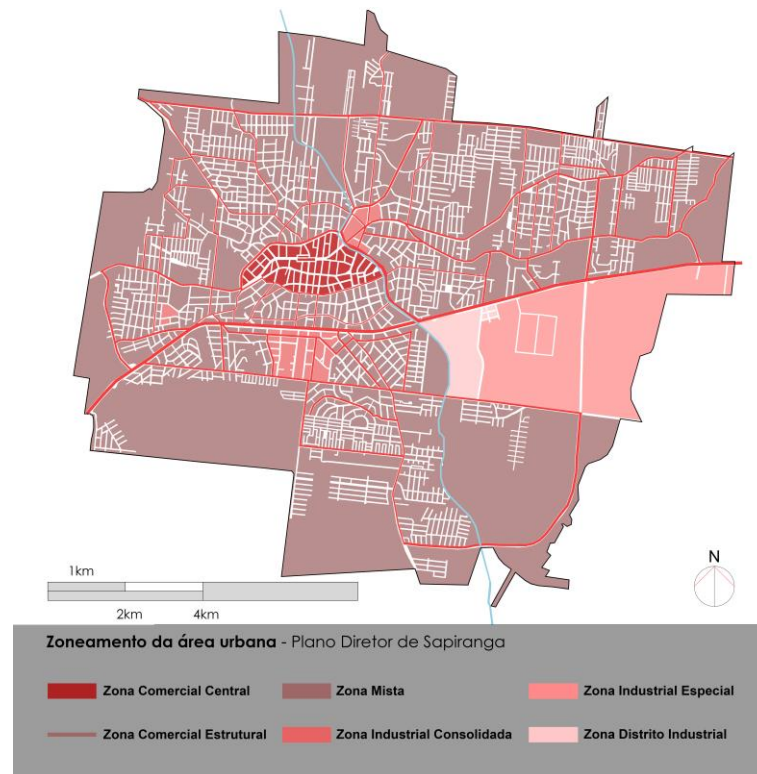 N
1km
2km 4km
Zoneamento da área urbana - Plano Diretor de Sapiranga
Zona Comercial Central Zona Mista Zona Industrial Especial
Zona Comercial Estrutural Zona Industrial Consolidada Zona Distrito Industrial